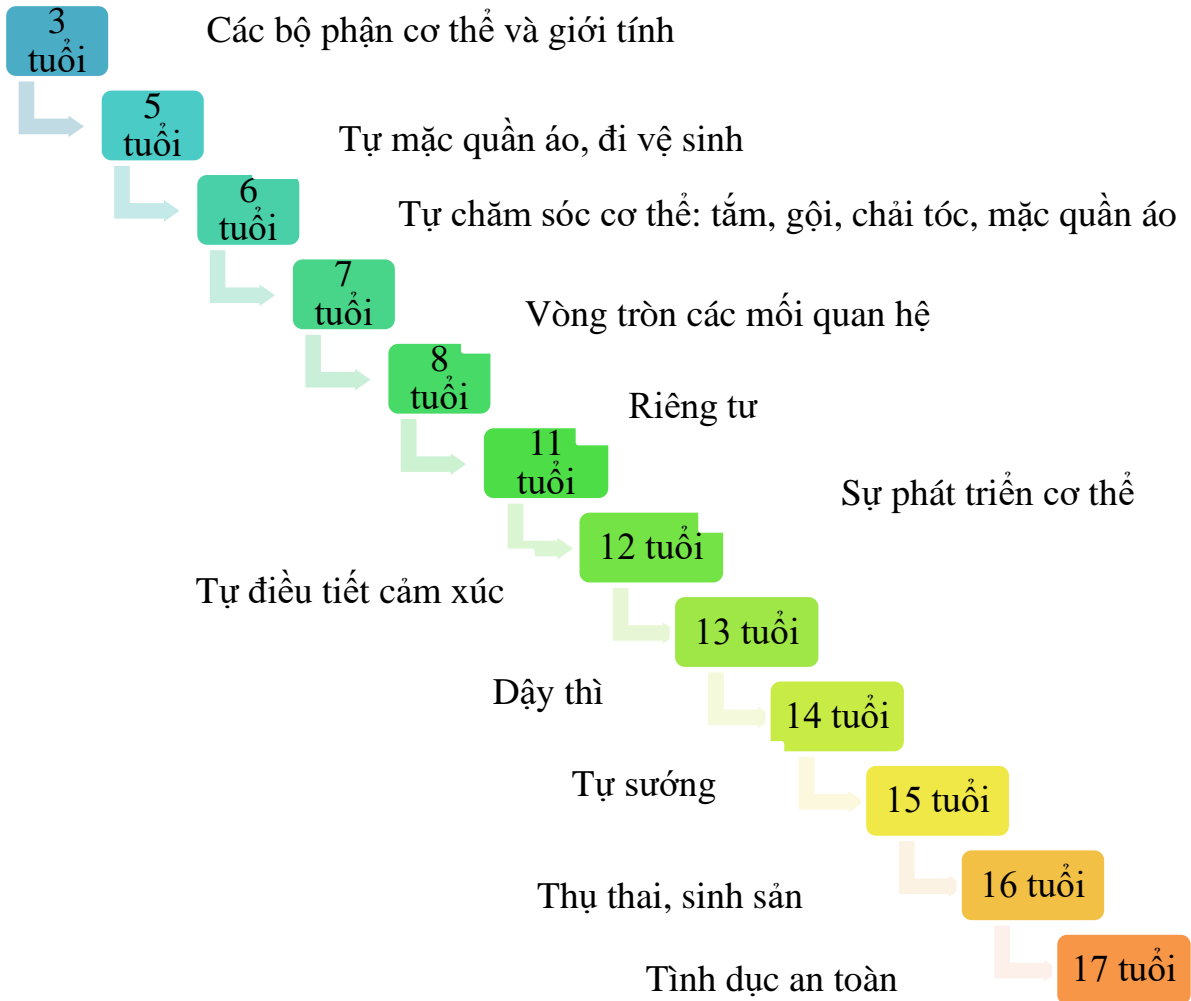 3
tuổi
Các bộ phận cơ thể và giới tính
5
tuổi
Tự mặc quần áo, đi vệ sinh
6
tuổi
Tự chăm sóc cơ thể: tắm, gội, chải tóc, mặc quần áo
7
tuổi
Vòng tròn các mối quan hệ
8
tuổi
Riêng tư
11
tuổi
Sự phát triển cơ thể
12 tuổi
Tự điều tiết cảm xúc
13 tuổi
Dậy thì
14 tuổi
Tự sướng
15 tuổi
Thụ thai, sinh sản
16 tuổi
Tình dục an toàn
17 tuổi